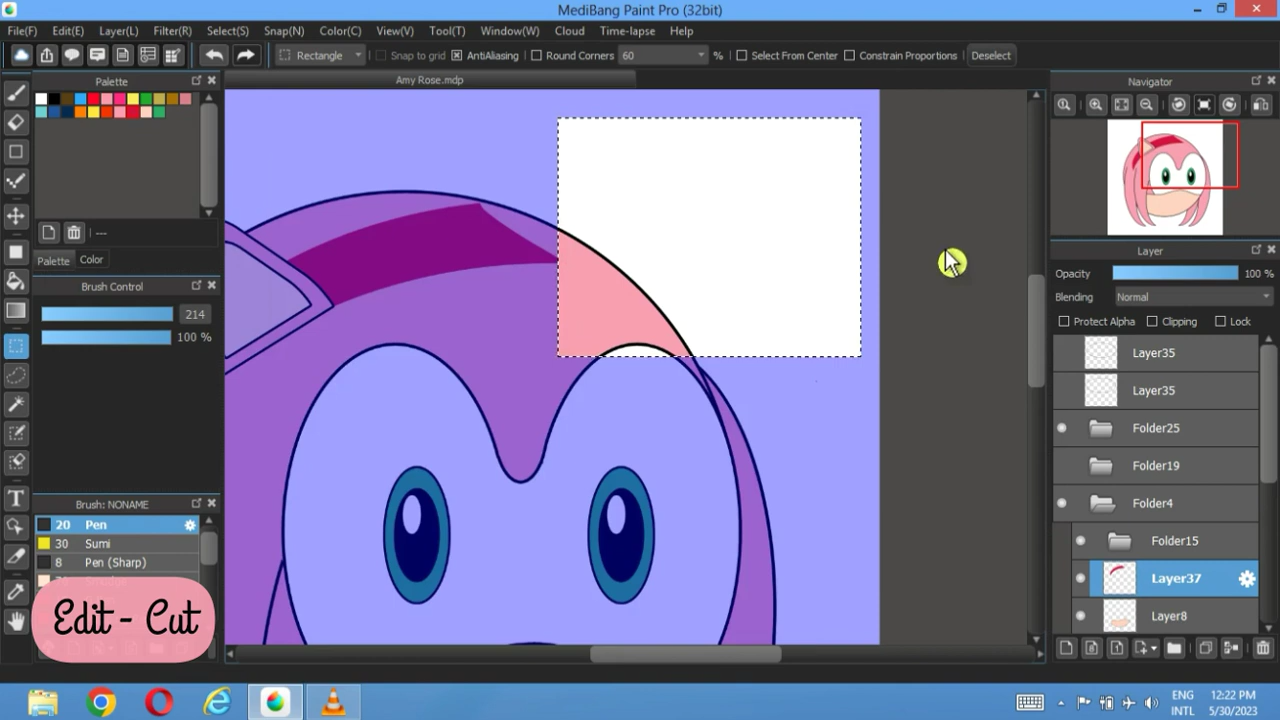 MediBang Paint Pro (32bit)
File(F) Edit(E) Layer(L) Filter(R) Select(S) Snap(N) Color(C) View(V) Tool(T) Window(W) Cloud Time-lapse Help
Rectangle Snap to grid AntiAliasing Round Corners 60 % Select From Center Constrain Proportions Deselect
Palette
Amy Rose.mdp
Navigator
---
Palette Color
Brush Control
214
100 %
Brush: NONAME
20 Pen
30 Sumi
8 Pen (Sharp)
Edit - Cut
Layer
Opacity 100 %
Blending Normal
Protect Alpha Clipping Lock
Layer35
Layer35
Folder25
Folder19
Folder4
Folder15
Layer37
Layer8
ENG
INTL
12:22 PM
5/30/2023